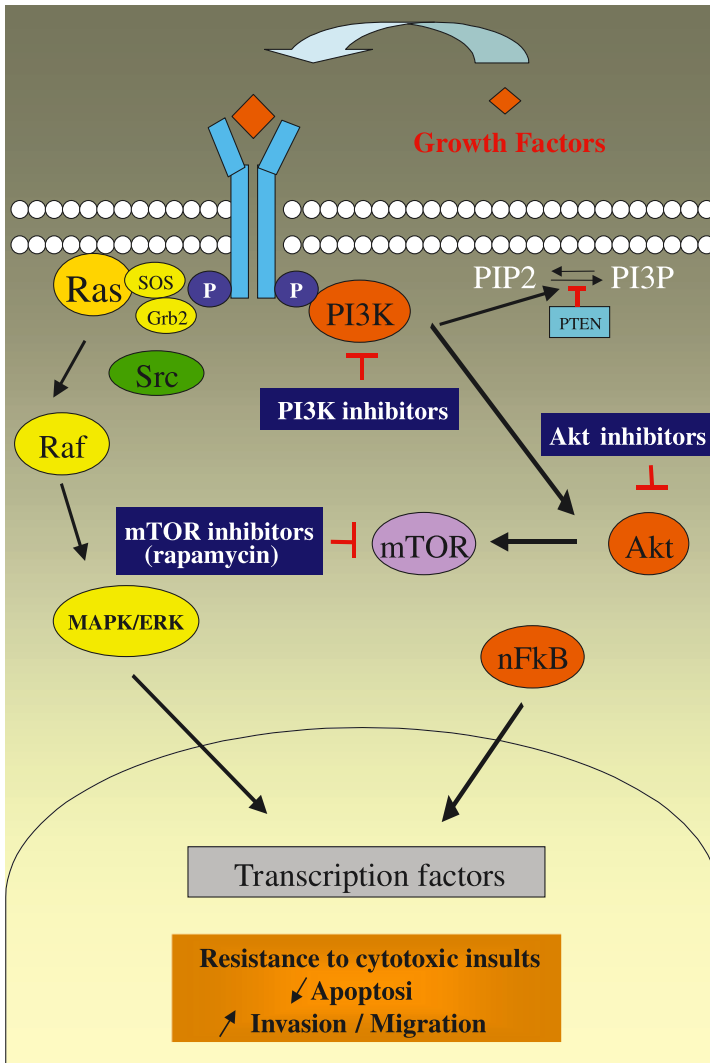 Growth Factors
Ras
SOS
Grb2
P
P
PI3K
PIP2
PI3P
PTEN
Src
PI3K inhibitors
Akt inhibitors
Raf
mTOR inhibitors
(rapamycin)
mTOR
Akt
MAPK/ERK
nFkB
Transcription factors
Resistance to cytotoxic insults
Apoptosi
Invasion / Migration